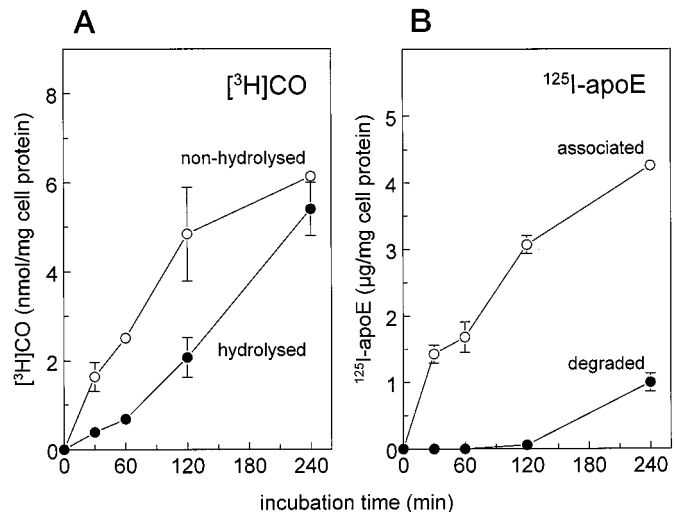 A
B
[³H]CO
¹²⁵I-apoE
non-hydrolysed
hydrolysed
associated
degraded
[³H]CO (nmol/mg cell protein)
8
6
4
2
0
0 60 120 180 240
¹²⁵I-apoE (µg/mg cell protein)
5
4
3
2
1
0
0 60 120 180 240
incubation time (min)